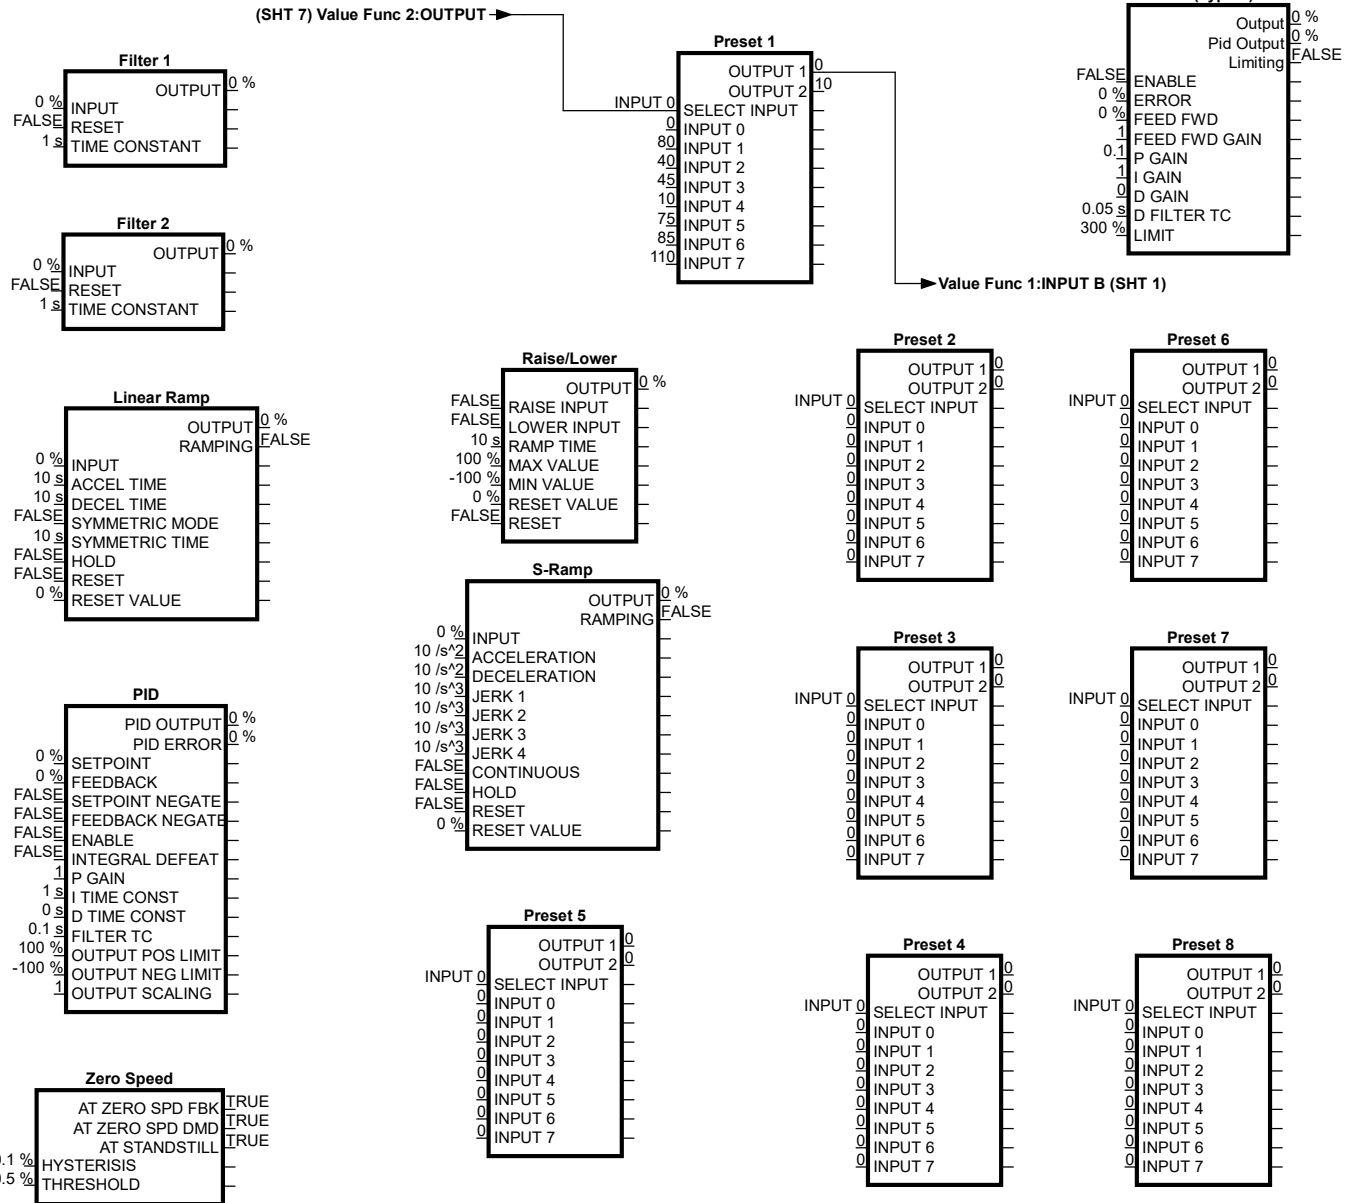 (SHT 7) Value Func 2:OUTPUT
Filter 1
OUTPUT 0 %
0 % INPUT
FALSE RESET
1 s TIME CONSTANT
Filter 2
OUTPUT 0 %
0 % INPUT
FALSE RESET
1 s TIME CONSTANT
Linear Ramp
OUTPUT 0 %
RAMPING FALSE
0 % INPUT
10 s ACCEL TIME
10 s DECEL TIME
FALSE SYMMETRIC MODE
10 s SYMMETRIC TIME
FALSE HOLD
FALSE RESET
0 % RESET VALUE
PID
PID OUTPUT 0 %
PID ERROR 0 %
0 % SETPOINT
0 % FEEDBACK
FALSE SETPOINT NEGATE
FALSE FEEDBACK NEGATE
FALSE ENABLE
FALSE INTEGRAL DEFEAT
1 P GAIN
1 s I TIME CONST
0 s D TIME CONST
0.1 s FILTER TC
100 % OUTPUT POS LIMIT
-100 % OUTPUT NEG LIMIT
1 OUTPUT SCALING
Zero Speed
AT ZERO SPD FBK TRUE
AT ZERO SPD DMD TRUE
AT STANDSTILL TRUE
.1 % HYSTERISIS
.5 % THRESHOLD
Preset 1
OUTPUT 1 0
OUTPUT 2 10
INPUT 0 SELECT INPUT
0 INPUT 0
80 INPUT 1
40 INPUT 2
45 INPUT 3
10 INPUT 4
75 INPUT 5
85 INPUT 6
110 INPUT 7
Value Func 1:INPUT B (SHT 1)
Output 0 %
Pid Output 0 %
Limiting FALSE
FALSE ENABLE
0 % ERROR
0 % FEED FWD
1 FEED FWD GAIN
0.1 P GAIN
1 I GAIN
0 D GAIN
0.05 s D FILTER TC
300 % LIMIT
Raise/Lower
OUTPUT 0 %
FALSE RAISE INPUT
FALSE LOWER INPUT
10 s RAMP TIME
100 % MAX VALUE
-100 % MIN VALUE
0 % RESET VALUE
FALSE RESET
S-Ramp
OUTPUT 0 %
RAMPING FALSE
0 % INPUT
10 /s^2 ACCELERATION
10 /s^2 DECELERATION
10 /s^3 JERK 1
10 /s^3 JERK 2
10 /s^3 JERK 3
10 /s^3 JERK 4
FALSE CONTINUOUS
FALSE HOLD
FALSE RESET
0 % RESET VALUE
Preset 5
OUTPUT 1 0
OUTPUT 2 0
INPUT 0 SELECT INPUT
0 INPUT 0
0 INPUT 1
0 INPUT 2
0 INPUT 3
0 INPUT 4
0 INPUT 5
0 INPUT 6
0 INPUT 7
Preset 2
OUTPUT 1 0
OUTPUT 2 0
INPUT 0 SELECT INPUT
0 INPUT 0
0 INPUT 1
0 INPUT 2
0 INPUT 3
0 INPUT 4
0 INPUT 5
0 INPUT 6
0 INPUT 7
Preset 6
OUTPUT 1 0
OUTPUT 2 0
INPUT 0 SELECT INPUT
0 INPUT 0
0 INPUT 1
0 INPUT 2
0 INPUT 3
0 INPUT 4
0 INPUT 5
0 INPUT 6
0 INPUT 7
Preset 3
OUTPUT 1 0
OUTPUT 2 0
INPUT 0 SELECT INPUT
0 INPUT 0
0 INPUT 1
0 INPUT 2
0 INPUT 3
0 INPUT 4
0 INPUT 5
0 INPUT 6
0 INPUT 7
Preset 7
OUTPUT 1 0
OUTPUT 2 0
INPUT 0 SELECT INPUT
0 INPUT 0
0 INPUT 1
0 INPUT 2
0 INPUT 3
0 INPUT 4
0 INPUT 5
0 INPUT 6
0 INPUT 7
Preset 4
OUTPUT 1 0
OUTPUT 2 0
INPUT 0 SELECT INPUT
0 INPUT 0
0 INPUT 1
0 INPUT 2
0 INPUT 3
0 INPUT 4
0 INPUT 5
0 INPUT 6
0 INPUT 7
Preset 8
OUTPUT 1 0
OUTPUT 2 0
INPUT 0 SELECT INPUT
0 INPUT 0
0 INPUT 1
0 INPUT 2
0 INPUT 3
0 INPUT 4
0 INPUT 5
0 INPUT 6
0 INPUT 7